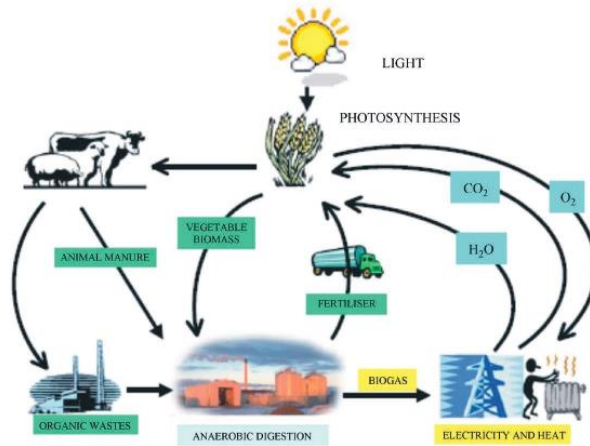 LIGHT
PHOTOSYNTHESIS
CO2
O2
VEGETABLE
BIOMASS
H2O
ANIMAL MANURE
FERTILISER
BIOGAS
ORGANIC WASTES
ANAEROBIC DIGESTION
ELECTRICITY AND HEAT